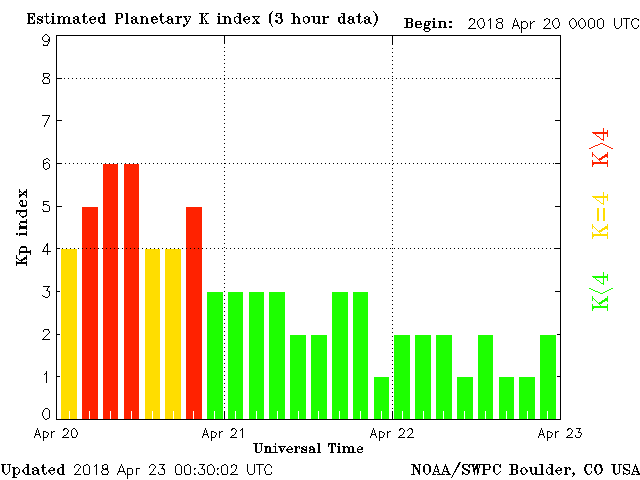 Estimated Planetary K index (3 hour data) Begin: 2018 Apr 20 0000 UTC
9
8
7
6
5
4
3
2
1
0
Kp index
K>4
K=4
K<4
Apr 20 Apr 21 Apr 22 Apr 23
Universal Time
Updated 2018 Apr 23 00:30:02 UTC NOAA/SWPC Boulder, CO USA